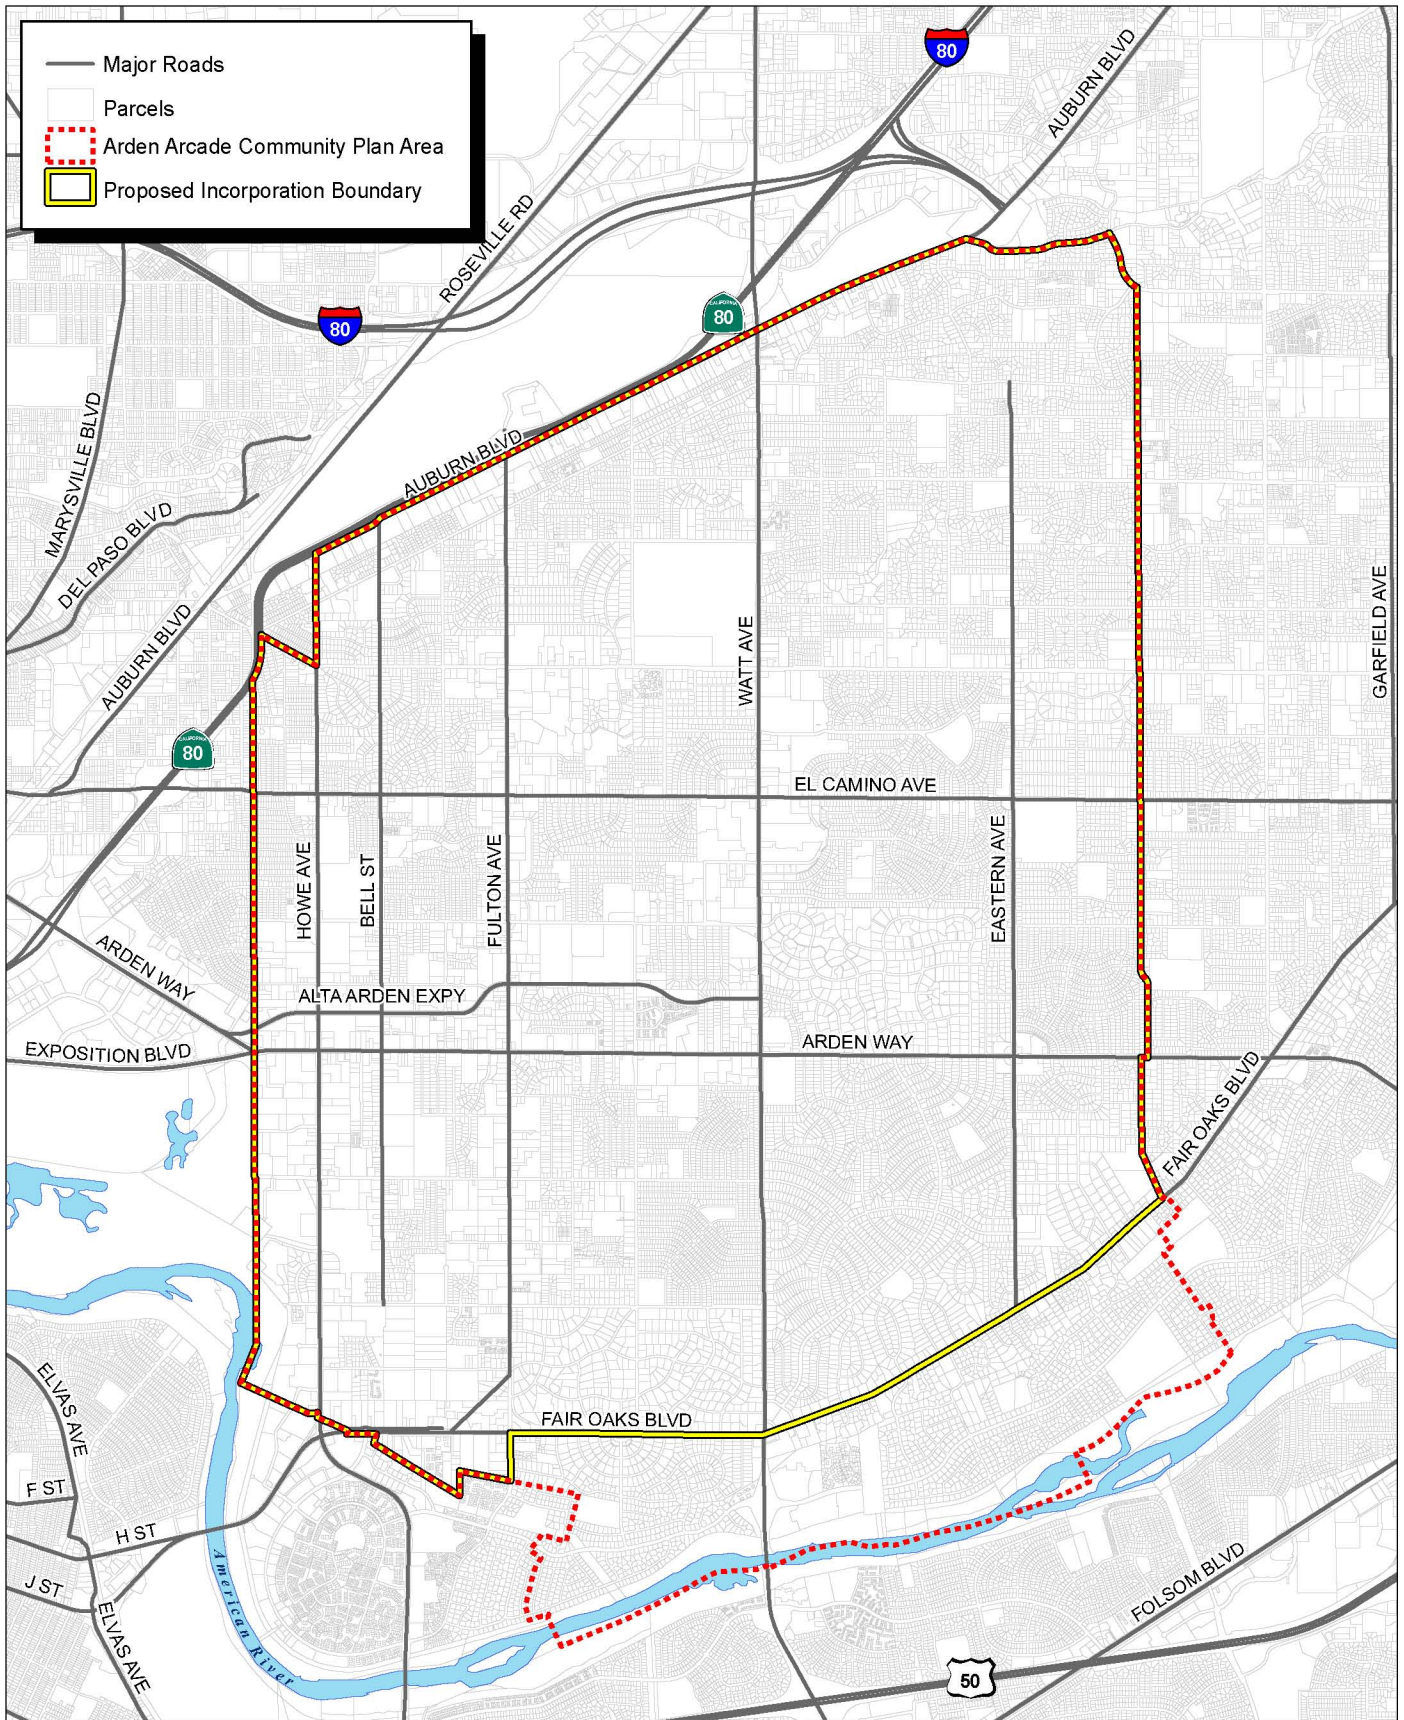 Major Roads
Parcels
Arden Arcade Community Plan Area
Proposed Incorporation Boundary
80
AUBURN BLVD
ROSEVILLE RD
CALIFORNIA
80
80
MARYSVILLE BLVD
DEL PASO BLVD
AUBURN BLVD
AUBURN BLVD
GARFIELD AVE
WATT AVE
CALIFORNIA
80
EL CAMINO AVE
HOWE AVE
BELL ST
FULTON AVE
EASTERN AVE
ARDEN WAY
ALTA ARDEN EXPY
EXPOSITION BLVD
ARDEN WAY
FAIR OAKS BLVD
ELVAS AVE
FAIR OAKS BLVD
F ST
H ST
J ST
American River
ELVAS AVE
FOLSOM BLVD
50